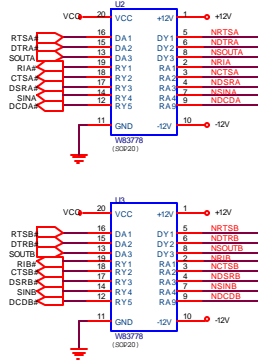 U2
VCC 20 VCC +12V 1 +12V
RTSA# 16 DA1 DY1 5 NRTSA
DTRA# 15 DA2 DY2 6 NDTRA
SOUTA 13 DA3 DY3 8 NSOUTA
RIA# 19 RY1 RA1 2 NRIA
CTSA# 18 RY2 RA2 3 NCTSA
DSRA# 17 RY3 RA3 4 NDSRA
SINA 14 RY4 RA4 7 NSINA
DCDA# 12 RY5 RA4 9 NDCDA
11 GND -12V 10 -12V
W83778
(SOP20)
U3
VCC 20 VCC +12V 1 +12V
RTSB# 16 DA1 DY1 5 NRTSB
DTRB# 15 DA2 DY2 6 NDTRB
SOUTB 13 DA3 DY3 8 NSOUTB
RIB# 19 RY1 RA1 2 NRIB
CTSB# 18 RY2 RA2 3 NCTSB
DSRB# 17 RY3 RA3 4 NDSRB
SINB 14 RY4 RA4 7 NSINB
DCDB# 12 RY5 RA4 9 NDCDB
11 GND -12V 10 -12V
W83778
(SOP20)